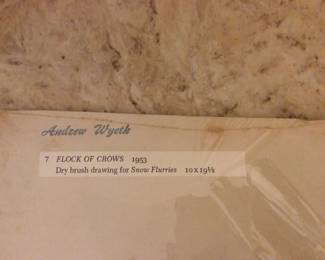 Andrew Wyeth
7 FLOCK OF CROWS 1953
Dry brush drawing for Snow Flurries 10 x 19½